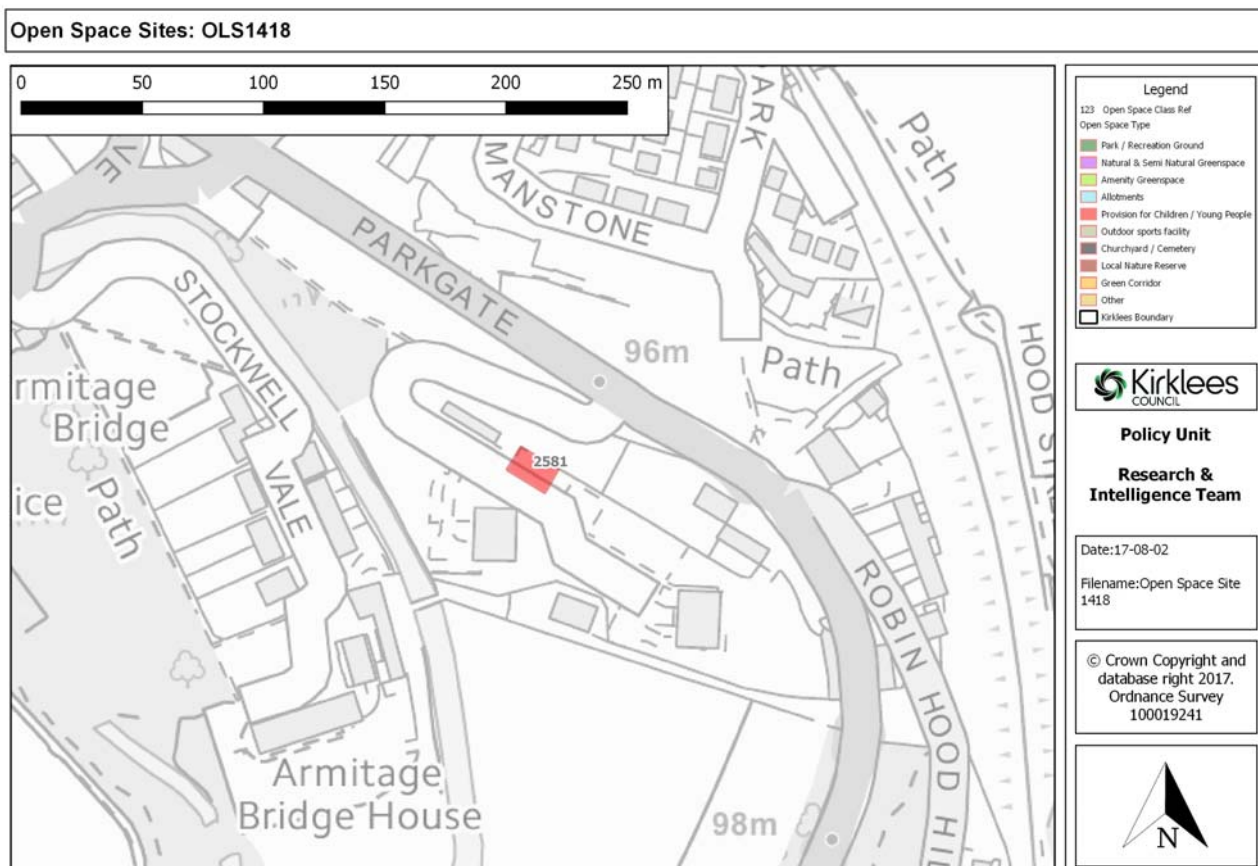 Open Space Sites: OLS1418
0 50 100 150 200 250 m
ARK
VE
MANSTONE
Path
PARKGATE
STOCKWELL
VALE
96m
Path
HOOD
rmitage
Bridge
2581
ice
Path
ROBIN HOOD HIL
Armitage
Bridge House
98m
Legend
123 Open Space Class Ref
Open Space Type
Park / Recreation Ground
Natural & Semi Natural Greenspace
Amenity Greenspace
Allotments
Provision for Children / Young People
Outdoor sports facility
Churchyard / Cemetery
Local Nature Reserve
Green Corridor
Other
Kirklees Boundary
Kirklees
COUNCIL
Policy Unit
Research &
Intelligence Team
Date:17-08-02
Filename:Open Space Site
1418
© Crown Copyright and
database right 2017.
Ordnance Survey
100019241
N